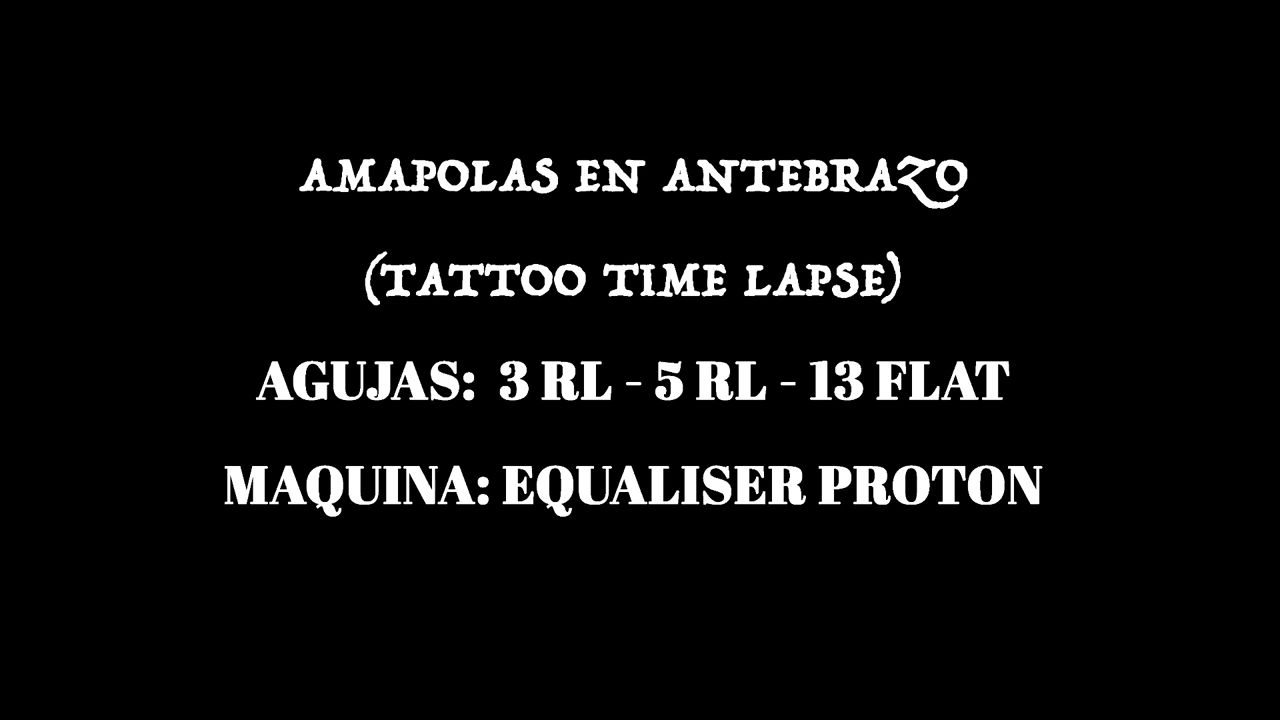 AMAPOLAS EN ANTEBRAZO
(TATTOO TIME LAPSE)
AGUJAS: 3 RL - 5 RL - 13 FLAT
MAQUINA: EQUALISER PROTON